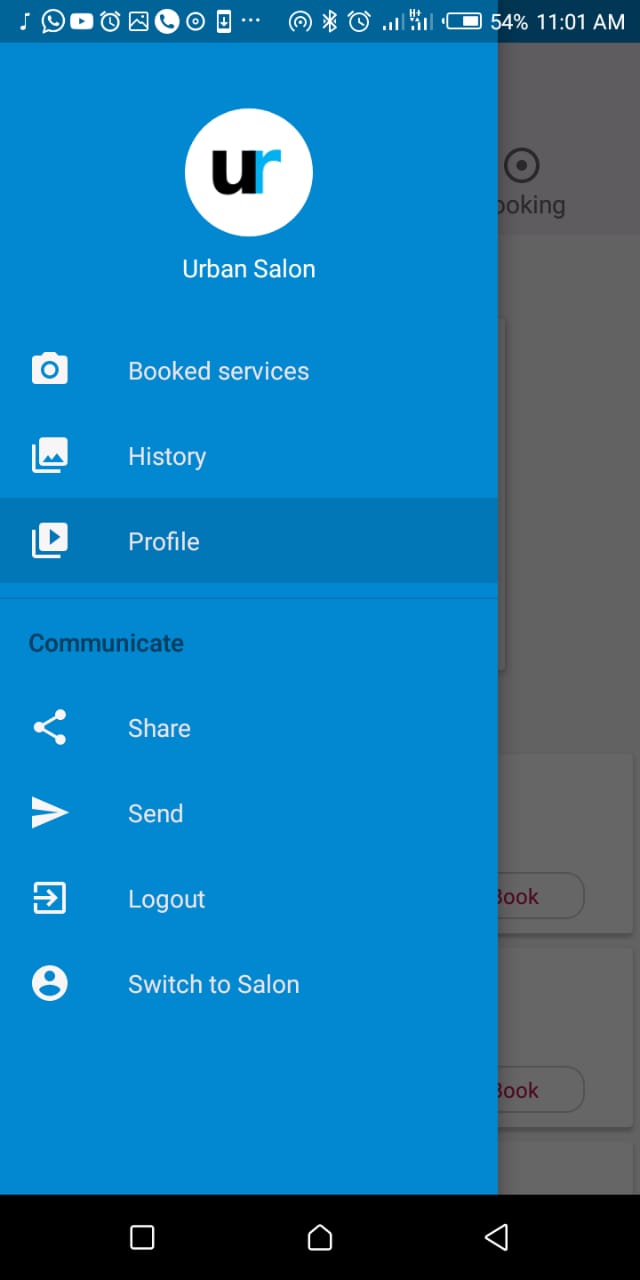 H+ 54% 11:01 AM
ur
Urban Salon
ooking
Booked services
History
Profile
Communicate
Share
Send
Book
Logout
Switch to Salon
Book